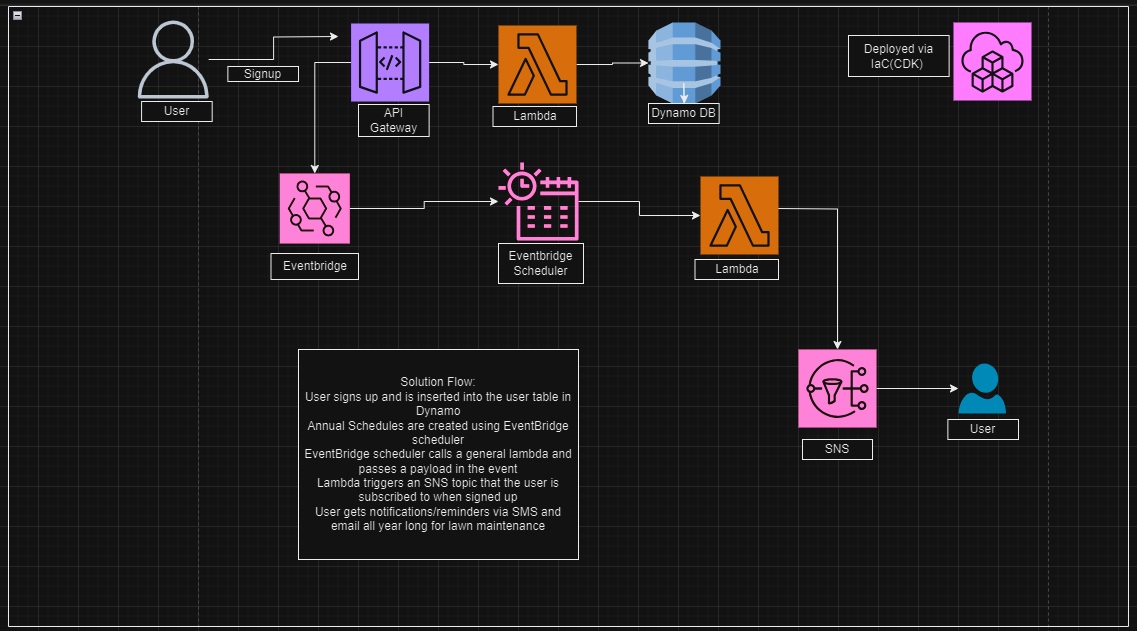 Signup
User
API
Gateway
Lambda
Dynamo DB
Deployed via
IaC(CDK)
Eventbridge
Eventbridge
Scheduler
Lambda
Solution Flow:
User signs up and is inserted into the user table in
Dynamo
Annual Schedules are created using EventBridge
scheduler
EventBridge scheduler calls a general lambda and
passes a payload in the event
Lambda triggers an SNS topic that the user is
subscribed to when signed up
User gets notifications/reminders via SMS and
email all year long for lawn maintenance
SNS
User